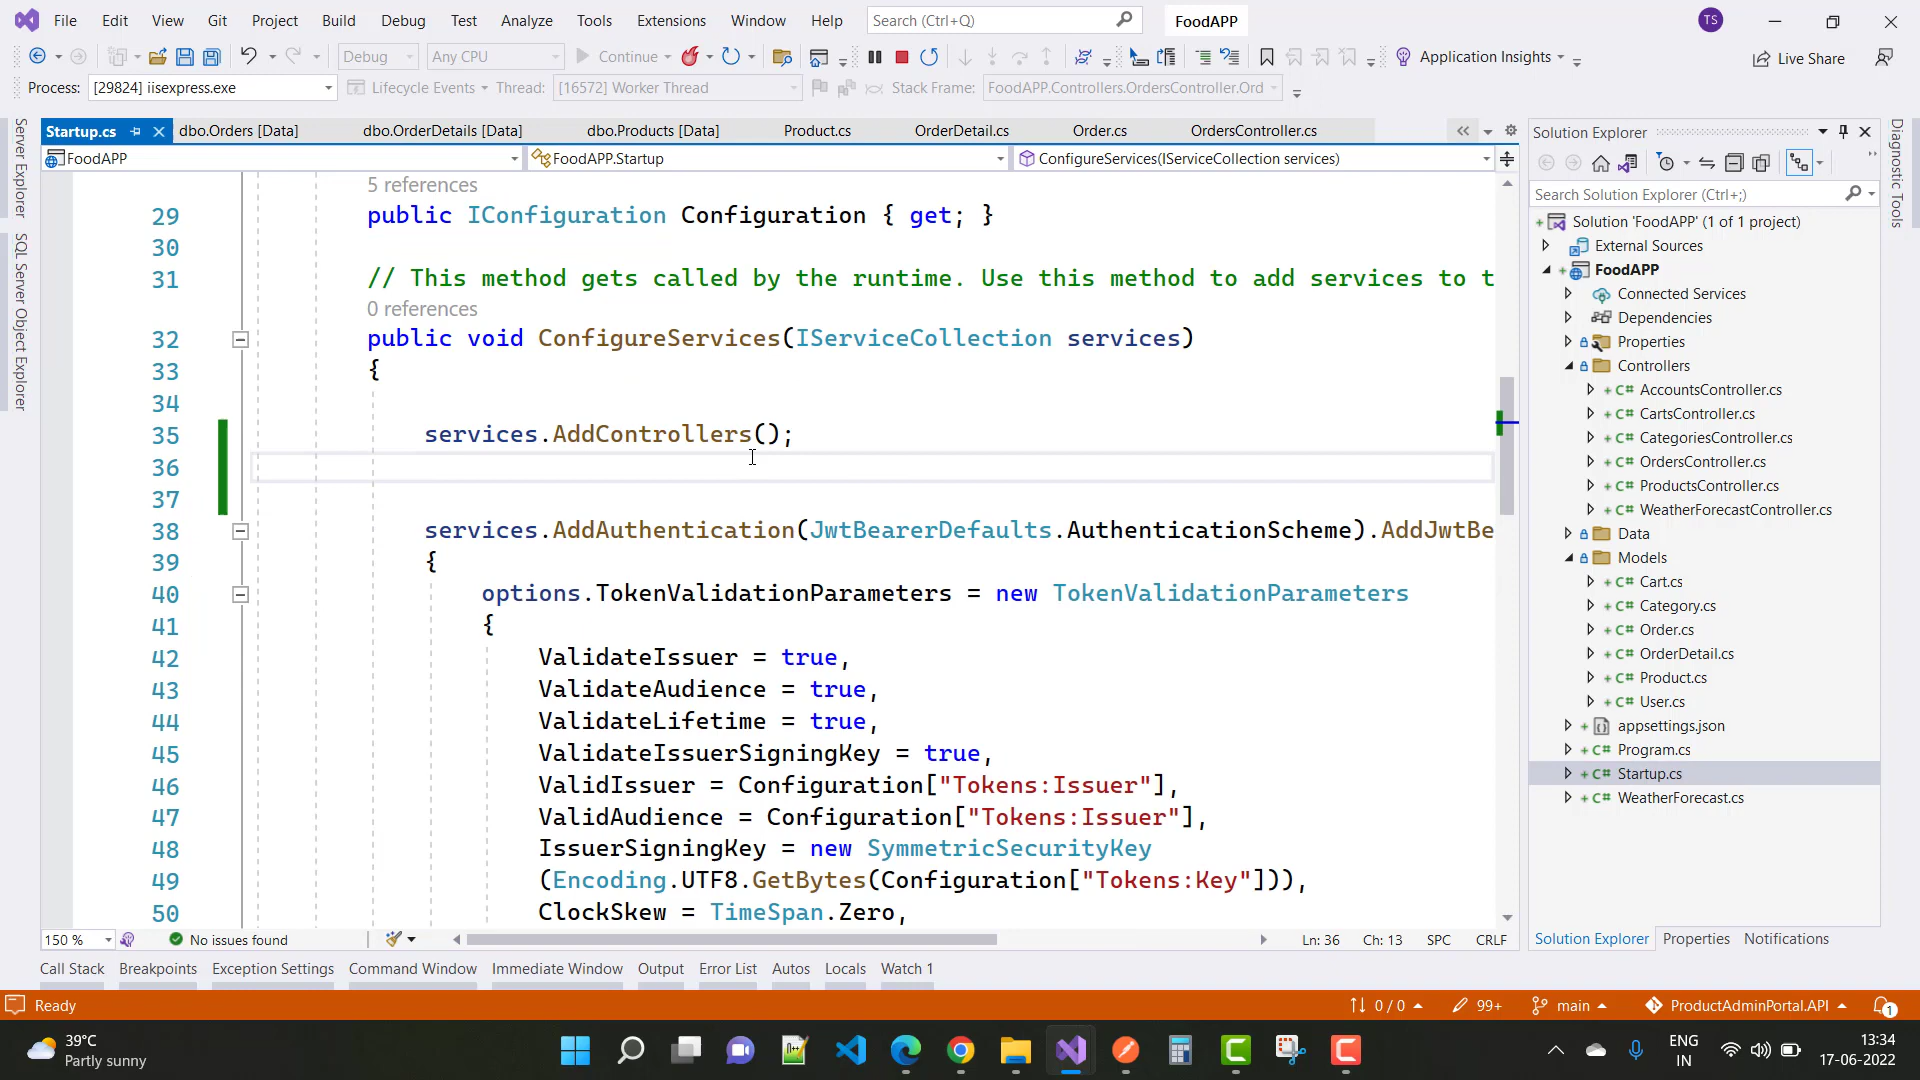 File Edit View Git Project Build Debug Test Analyze Tools Extensions Window Help Search (Ctrl+Q) FoodAPP TS
Debug Any CPU Continue Application Insights Live Share
Process: [29824] iisexpress.exe Lifecycle Events Thread: [16572] Worker Thread Stack Frame: FoodAPP.Controllers.OrdersController.Ord
Server Explorer
SQL Server Object Explorer
Startup.cs dbo.Orders [Data] dbo.OrderDetails [Data] dbo.Products [Data] Product.cs OrderDetail.cs Order.cs OrdersController.cs
FoodAPP FoodAPP.Startup ConfigureServices(IServiceCollection services)
5 references
29 public IConfiguration Configuration { get; }
30
31 // This method gets called by the runtime. Use this method to add services to t
0 references
32 public void ConfigureServices(IServiceCollection services)
33 {
34
35 services.AddControllers();
36
37
38 services.AddAuthentication(JwtBearerDefaults.AuthenticationScheme).AddJwtBe
39 {
40 options.TokenValidationParameters = new TokenValidationParameters
41 {
42 ValidateIssuer = true,
43 ValidateAudience = true,
44 ValidateLifetime = true,
45 ValidateIssuerSigningKey = true,
46 ValidIssuer = Configuration["Tokens:Issuer"],
47 ValidAudience = Configuration["Tokens:Issuer"],
48 IssuerSigningKey = new SymmetricSecurityKey
49 (Encoding.UTF8.GetBytes(Configuration["Tokens:Key"])),
50 ClockSkew = TimeSpan.Zero,
150 % No issues found Ln: 36 Ch: 13 SPC CRLF
Solution Explorer
Search Solution Explorer (Ctrl+;)
Solution 'FoodAPP' (1 of 1 project)
External Sources
FoodAPP
Connected Services
Dependencies
Properties
Controllers
C# AccountsController.cs
C# CartsController.cs
C# CategoriesController.cs
C# OrdersController.cs
C# ProductsController.cs
C# WeatherForecastController.cs
Data
Models
C# Cart.cs
C# Category.cs
C# Order.cs
C# OrderDetail.cs
C# Product.cs
C# User.cs
appsettings.json
C# Program.cs
C# Startup.cs
C# WeatherForecast.cs
Solution Explorer Properties Notifications
Diagnostic Tools
Call Stack Breakpoints Exception Settings Command Window Immediate Window Output Error List Autos Locals Watch 1
Ready 0 / 0 99+ main ProductAdminPortal.API 1
39°C
Partly sunny
ENG
IN
13:34
17-06-2022